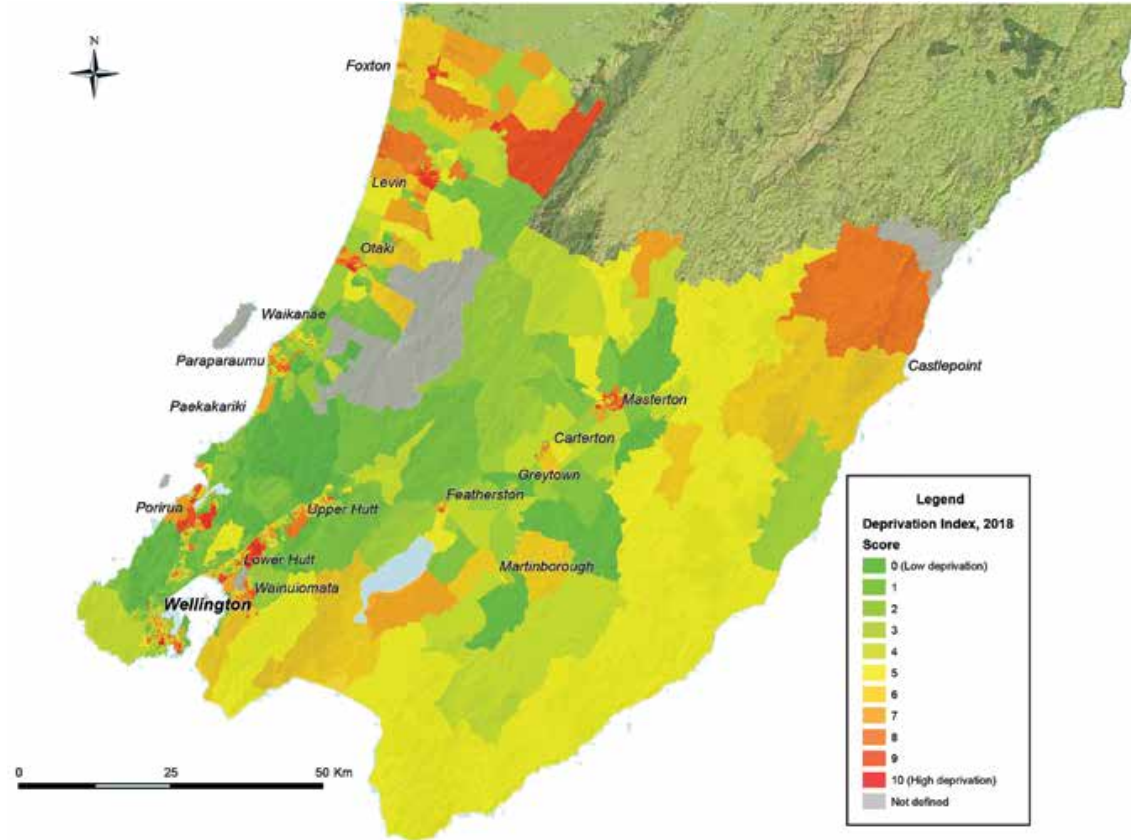 N
Foxton
Levin
Otaki
Waikanae
Paraparaumu
Paekakariki
Castlepoint
Masterton
Carterton
Greytown
Featherston
Upper Hutt
Porirua
Lower Hutt
Martinborough
Wainuiomata
Wellington
0 25 50 Km
Legend
Deprivation Index, 2018
Score
0 (Low deprivation)
1
2
3
4
5
6
7
8
9
10 (High deprivation)
Not defined